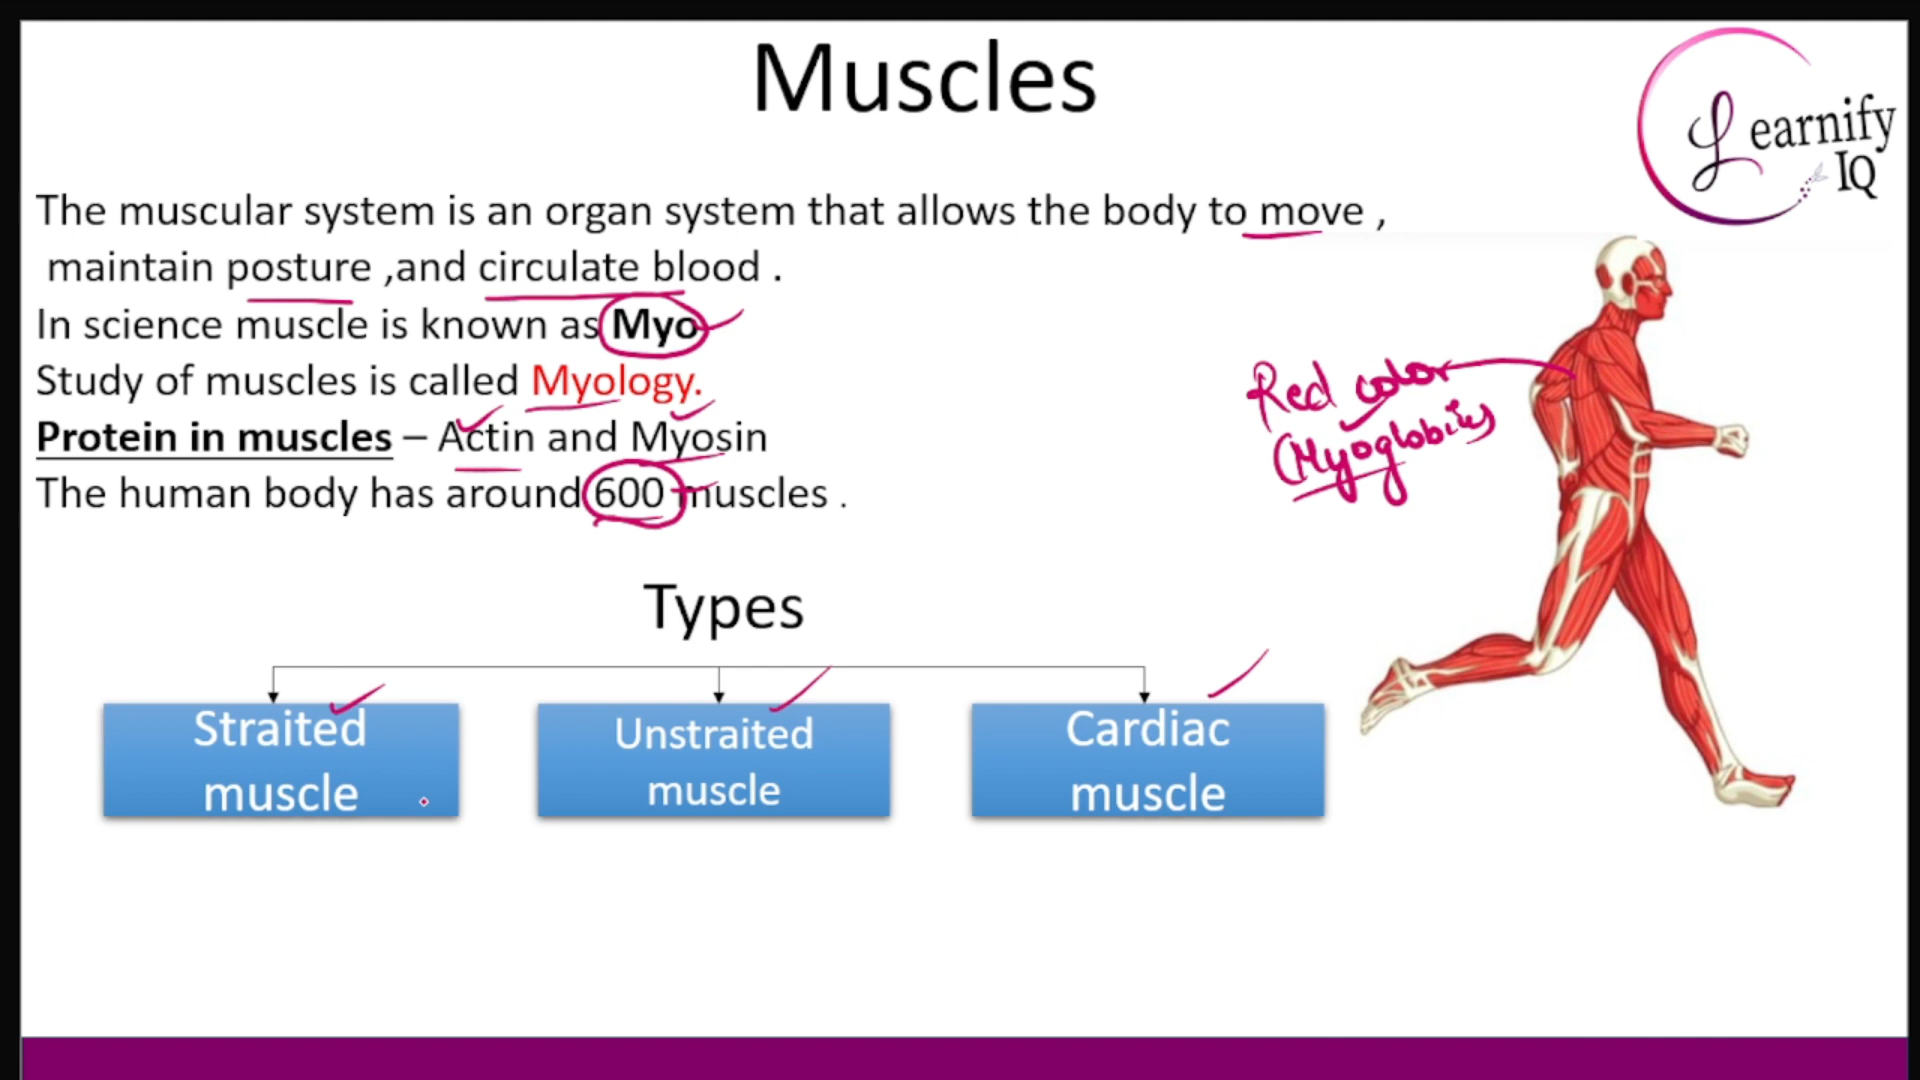 Muscles
Learnify
IQ
The muscular system is an organ system that allows the body to move ,
maintain posture ,and circulate blood .
In science muscle is known as Myo
Study of muscles is called Myology.
Protein in muscles – Actin and Myosin
The human body has around 600 muscles .
Red color
(Myoglobin)
Types
Straited
muscle
Unstraited
muscle
Cardiac
muscle